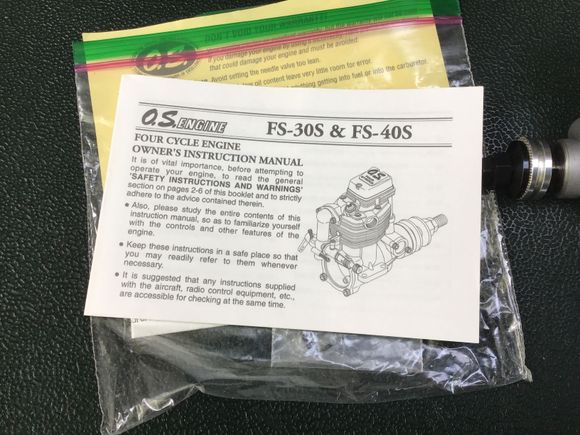 DON'T VOID YOUR WARRANTY!
If you damage your engine by using
that could damage your engine and must be avoided:
Avoid setting the needle valve too lean.
low oil content leave very little room for error.
anything getting into fuel or into the carburetor.
O.S.
O.S. ENGINE FS-30S & FS-40S
FOUR CYCLE ENGINE
OWNER'S INSTRUCTION MANUAL
It is of vital importance, before attempting to
operate your engine, to read the general
'SAFETY INSTRUCTIONS AND WARNINGS'
section on pages 2-6 of this booklet and to strictly
adhere to the advice contained therein.
● Also, please study the entire contents of this
instruction manual, so as to familiarize yourself
with the controls and other features of the
engine.
● Keep these instructions in a safe place so that
you may readily refer to them whenever
necessary.
● It is suggested that any instructions supplied
with the aircraft, radio control equipment, etc.,
are accessible for checking at the same time.